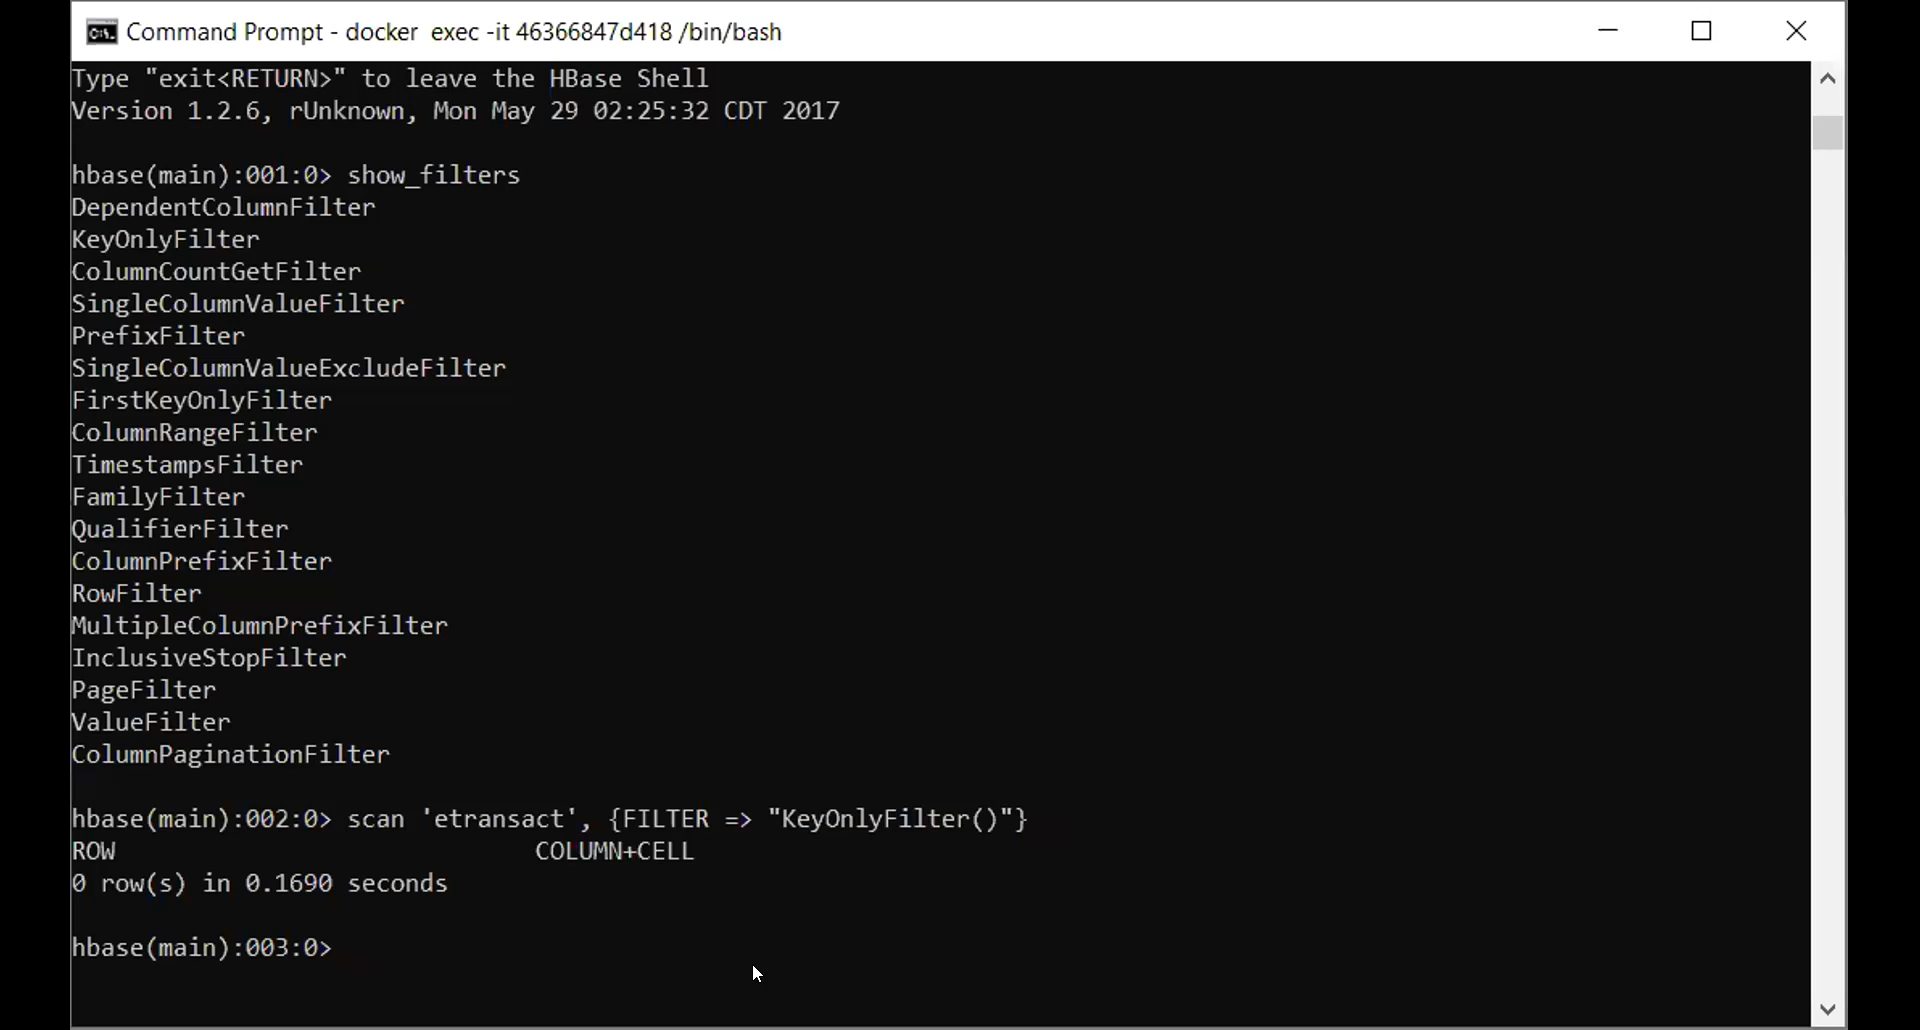 Command Prompt - docker  exec -it 46366847d418 /bin/bash
Type "exit<RETURN>" to leave the HBase Shell
Version 1.2.6, rUnknown, Mon May 29 02:25:32 CDT 2017
hbase(main):001:0> show_filters
DependentColumnFilter
KeyOnlyFilter
ColumnCountGetFilter
SingleColumnValueFilter
PrefixFilter
SingleColumnValueExcludeFilter
FirstKeyOnlyFilter
ColumnRangeFilter
TimestampsFilter
FamilyFilter
QualifierFilter
ColumnPrefixFilter
RowFilter
MultipleColumnPrefixFilter
InclusiveStopFilter
PageFilter
ValueFilter
ColumnPaginationFilter
hbase(main):002:0> scan 'etransact', {FILTER => "KeyOnlyFilter()"}
ROW                             COLUMN+CELL
0 row(s) in 0.1690 seconds
hbase(main):003:0>